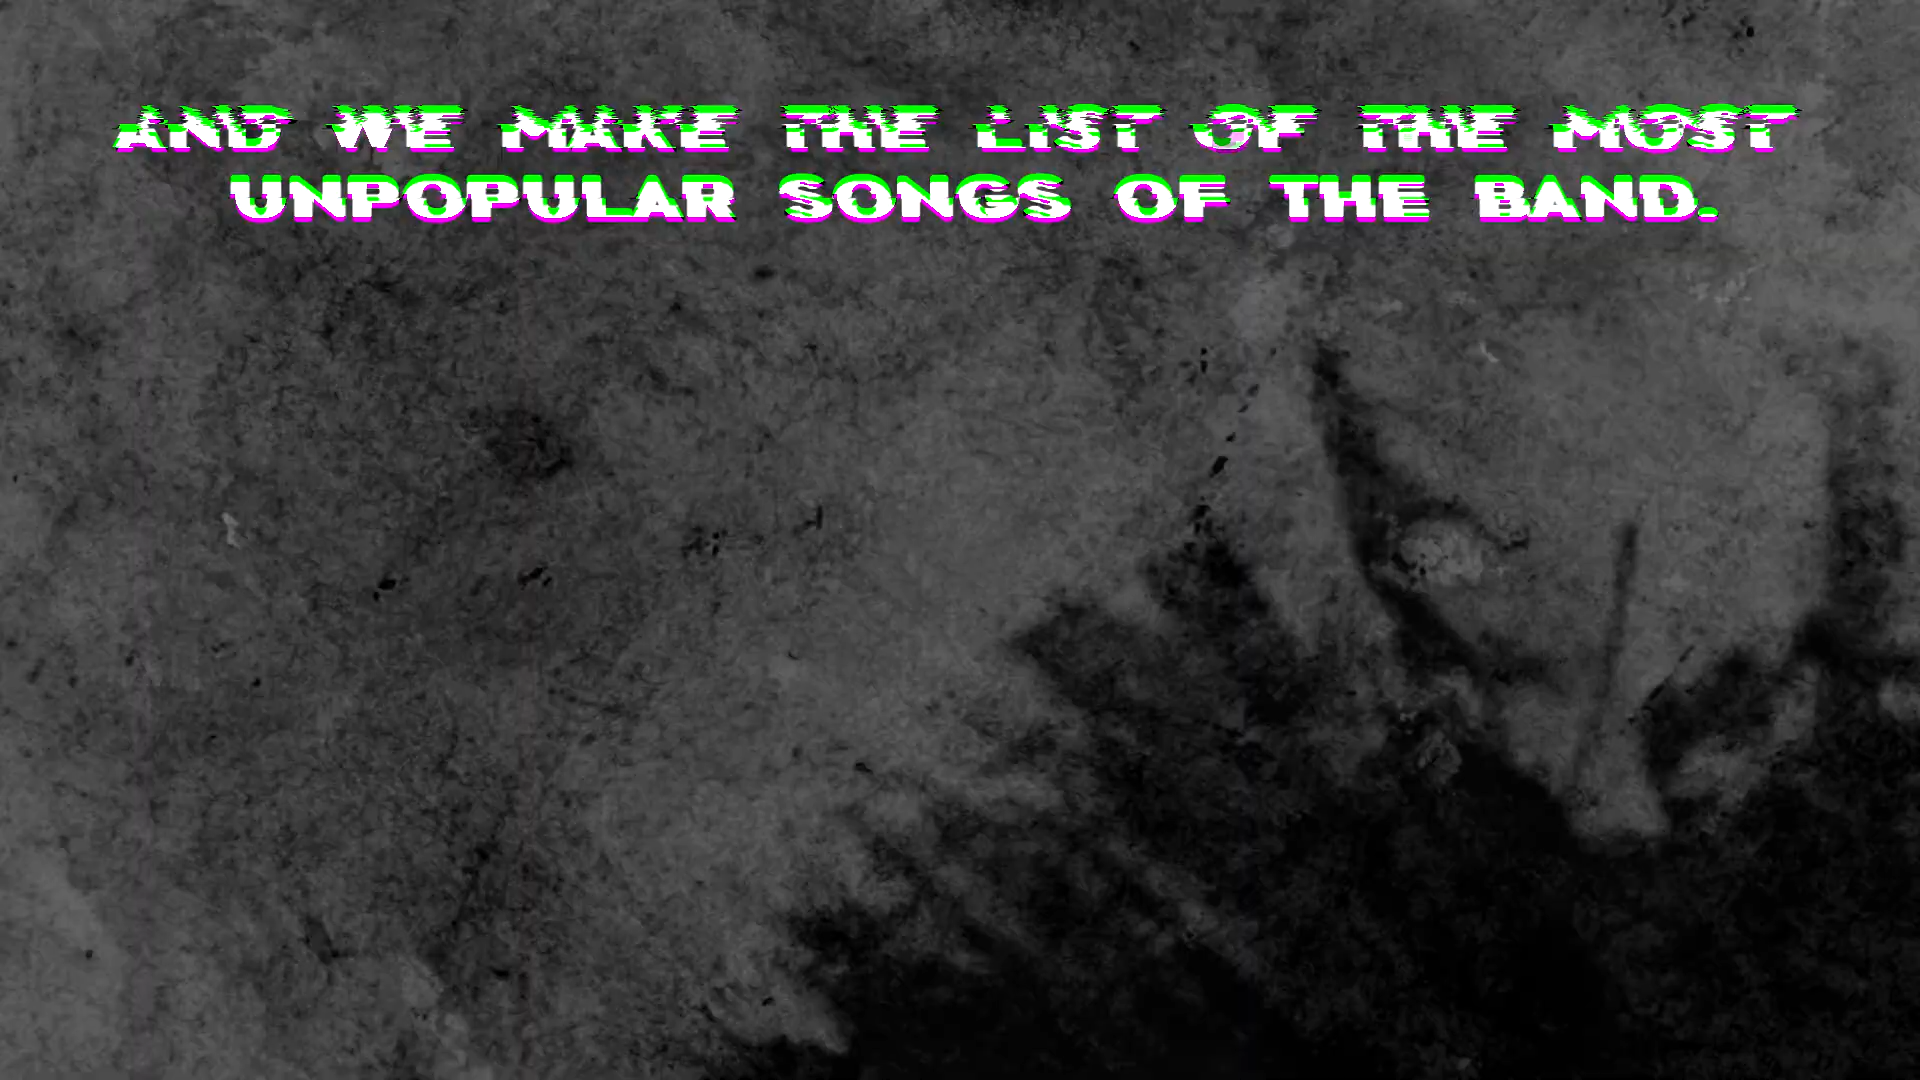 AND WE MAKE THE LIST OF THE MOST
UNPOPULAR SONGS OF THE BAND.